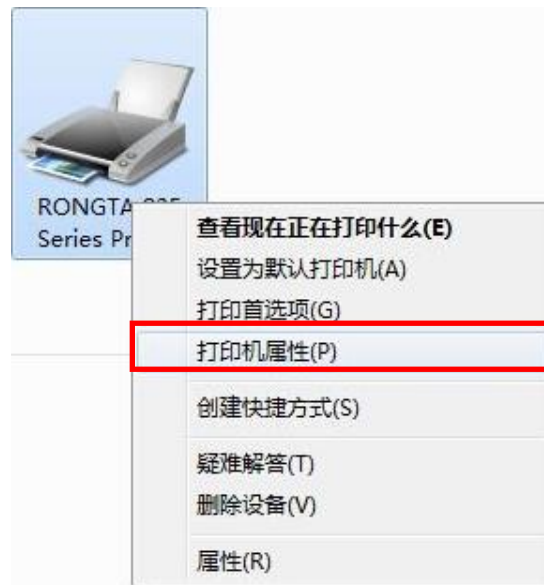 RONGTA
Series Pr
查看现在正在打印什么(E)
设置为默认打印机(A)
打印首选项(G)
打印机属性(P)
创建快捷方式(S)
疑难解答(T)
删除设备(V)
属性(R)